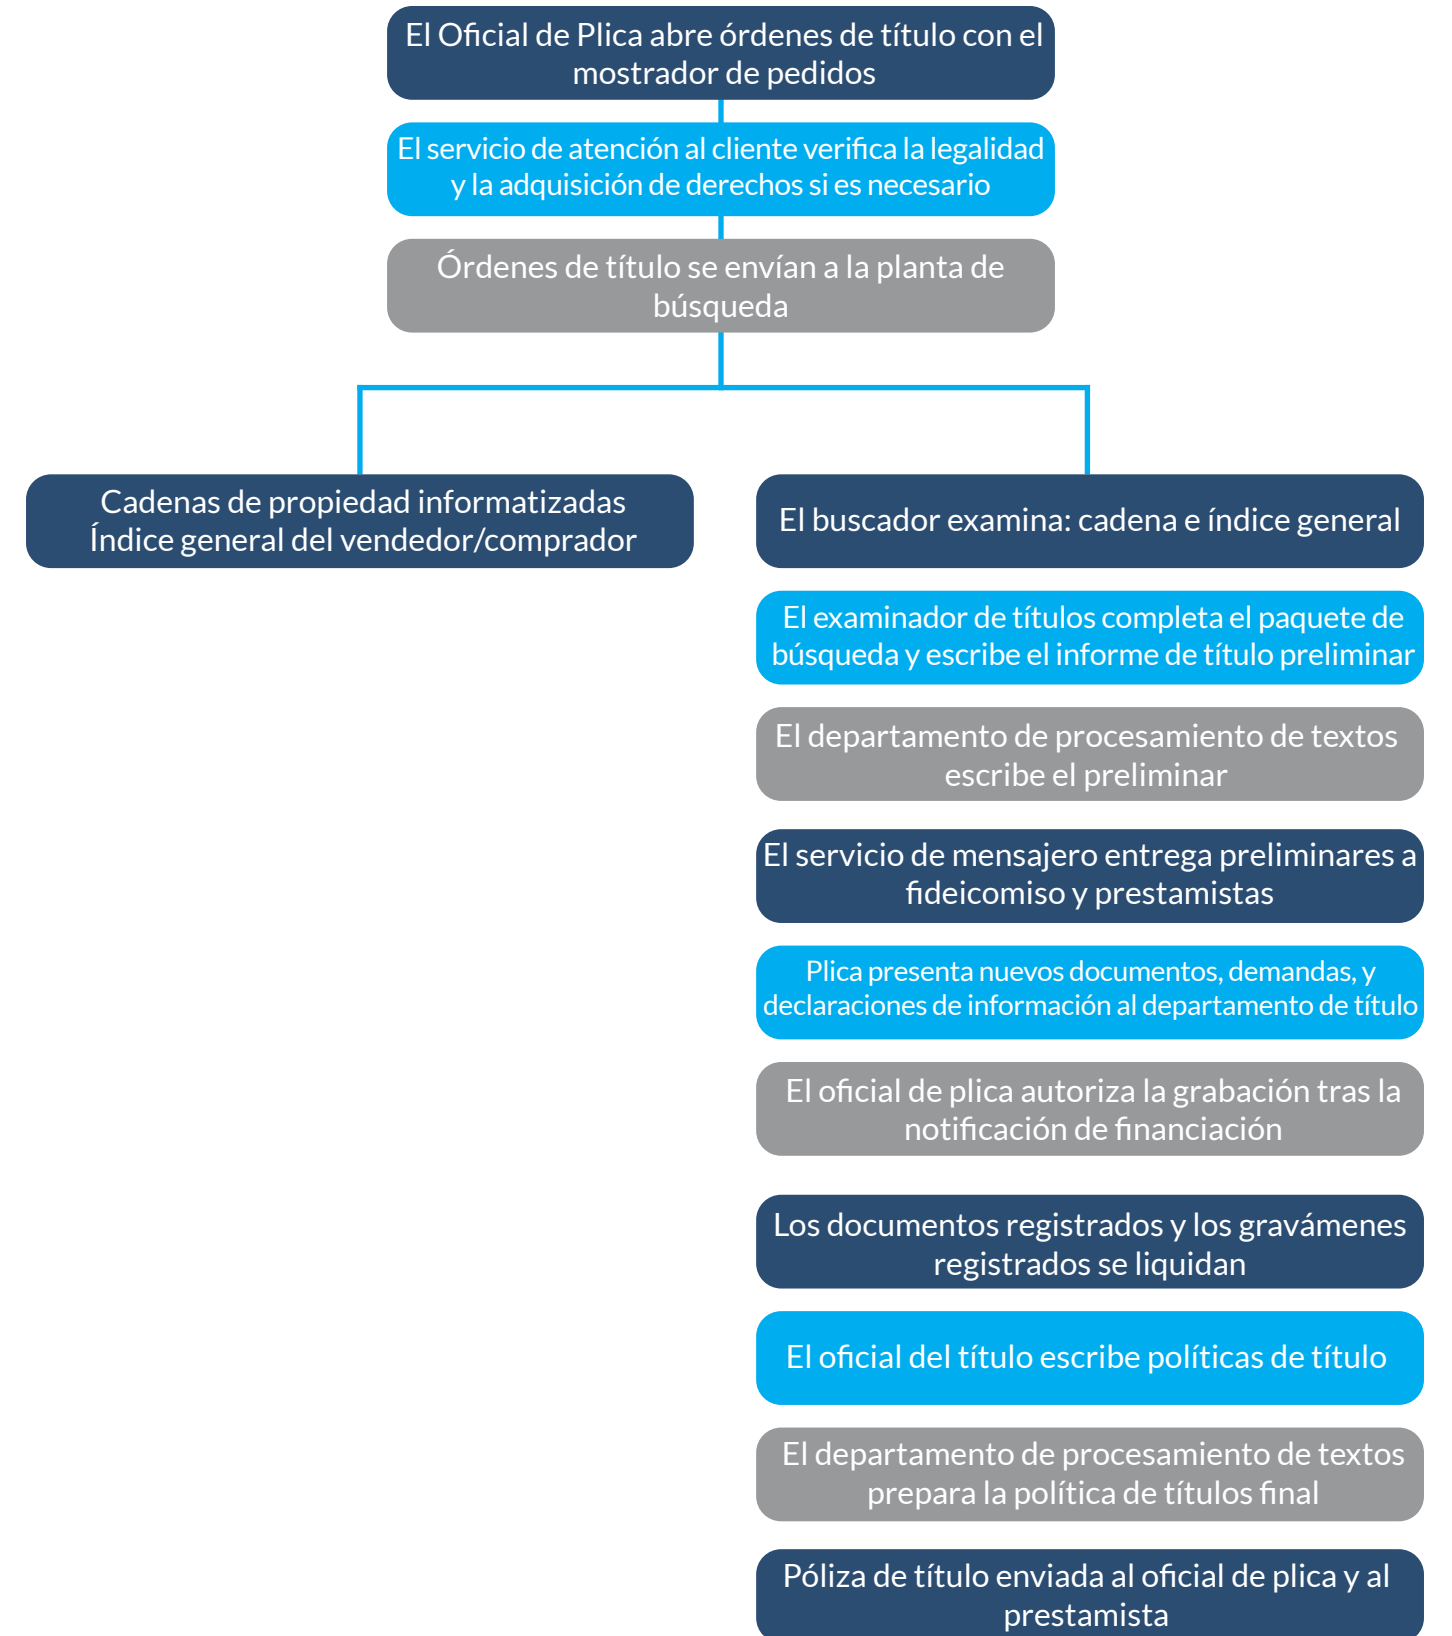 El Oficial de Plica abre órdenes de título con el
mostrador de pedidos
El servicio de atención al cliente verifica la legalidad
y la adquisición de derechos si es necesario
Órdenes de título se envían a la planta de
búsqueda
Cadenas de propiedad informatizadas
Índice general del vendedor/comprador
El buscador examina: cadena e índice general
El examinador de títulos completa el paquete de
búsqueda y escribe el informe de título preliminar
El departamento de procesamiento de textos
escribe el preliminar
El servicio de mensajero entrega preliminares a
fideicomiso y prestamistas
Plica presenta nuevos documentos, demandas, y
declaraciones de información al departamento de título
El oficial de plica autoriza la grabación tras la
notificación de financiación
Los documentos registrados y los gravámenes
registrados se liquidan
El oficial del título escribe políticas de título
El departamento de procesamiento de textos
prepara la política de títulos final
Póliza de título enviada al oficial de plica y al
prestamista